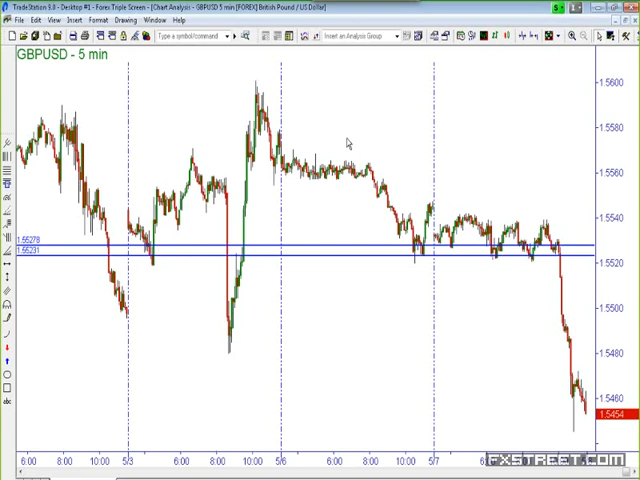 TradeStation 9.0 - Desktop #1 - Forex Triple Screen - [Chart Analysis - GBPUSD 5 min [FOREX] British Pound / US Dollar]
File Insert Format Drawing View Window Help
Type a command/symbol
Insert an Analysis Group
GBPUSD - 5 min
1.5600
1.5580
1.5560
1.5540
1.55278
1.55231
1.5520
1.5500
1.5480
1.5460
1.5454
abc
FXSTREET.COM
6:00 8:00 10:00 5/3 6:00 8:00 10:00 5/6 6:00 8:00 10:00 5/7